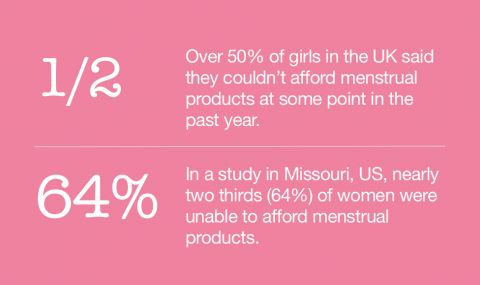 1/2
Over 50% of girls in the UK said
they couldn’t afford menstrual
products at some point in the
past year.
64%
In a study in Missouri, US, nearly
two thirds (64%) of women were
unable to afford menstrual
products.